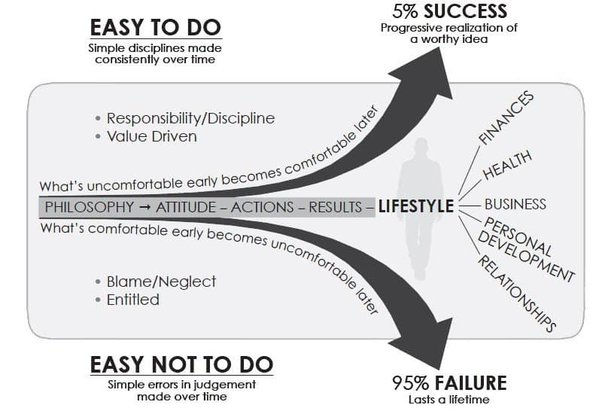 EASY TO DO
Simple disciplines made
consistently over time
5% SUCCESS
Progressive realization of
a worthy idea
• Responsibility/Discipline
• Value Driven
What's uncomfortable early becomes comfortable later
PHILOSOPHY → ATTITUDE – ACTIONS – RESULTS – LIFESTYLE
What's comfortable early becomes uncomfortable later
FINANCES
HEALTH
BUSINESS
PERSONAL
DEVELOPMENT
RELATIONSHIPS
• Blame/Neglect
• Entitled
EASY NOT TO DO
Simple errors in judgement
made over time
95% FAILURE
Lasts a lifetime